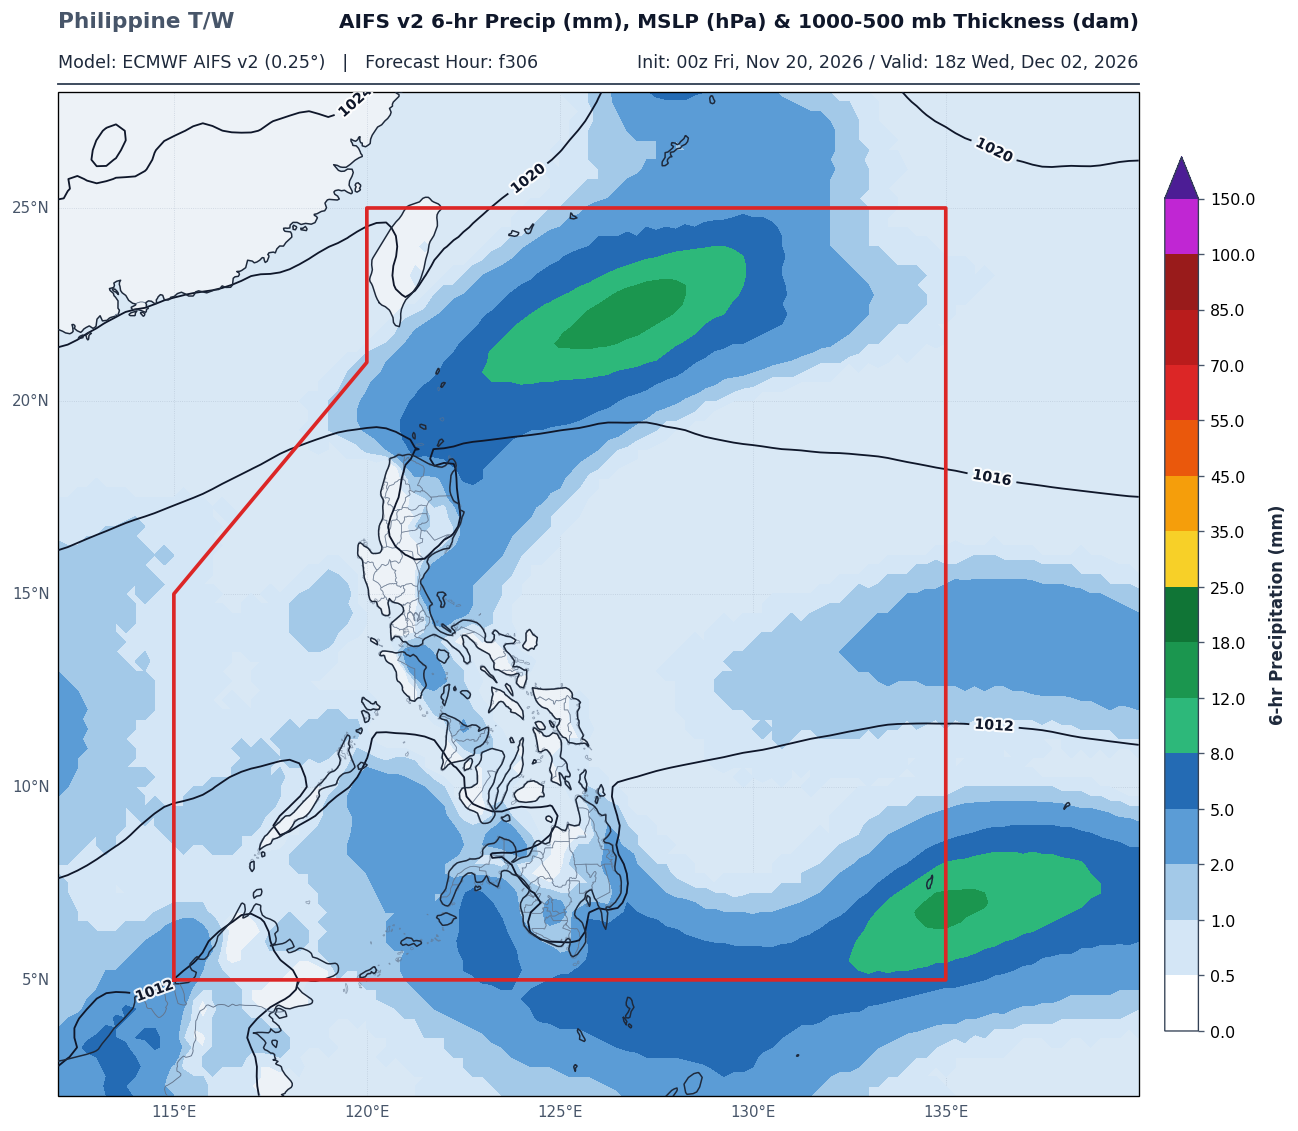 Philippine T/W
AIFS v2 6-hr Precip (mm), MSLP (hPa) & 1000-500 mb Thickness (dam)
Model: ECMWF AIFS v2 (0.25°)   |   Forecast Hour: f306
Init: 00z Fri, Nov 20, 2026 / Valid: 18z Wed, Dec 02, 2026
1024
1020
1020
1016
1012
1012
25°N
20°N
15°N
10°N
5°N
115°E
120°E
125°E
130°E
135°E
150.0
100.0
85.0
70.0
55.0
45.0
35.0
25.0
18.0
12.0
8.0
5.0
2.0
1.0
0.5
0.0
6-hr Precipitation (mm)